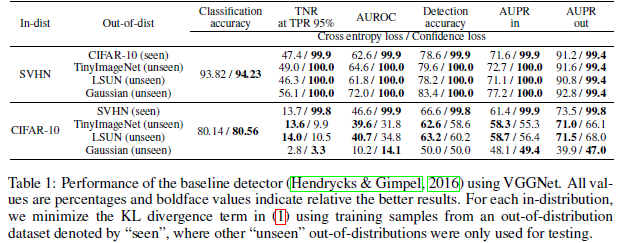 In-dist Out-of-dist Classification accuracy TNR at TPR 95% AUROC Detection accuracy AUPR in AUPR out
Cross entropy loss / Confidence loss
SVHN 93.82 / 94.23
CIFAR-10 (seen) 47.4 / 99.9 62.6 / 99.9 78.6 / 99.9 71.6 / 99.9 91.2 / 99.4
TinyImageNet (unseen) 49.0 / 100.0 64.6 / 100.0 79.6 / 100.0 72.7 / 100.0 91.6 / 99.4
LSUN (unseen) 46.3 / 100.0 61.8 / 100.0 78.2 / 100.0 71.1 / 100.0 90.8 / 99.4
Gaussian (unseen) 56.1 / 100.0 72.0 / 100.0 83.4 / 100.0 77.2 / 100.0 92.8 / 99.4
CIFAR-10 80.14 / 80.56
SVHN (seen) 13.7 / 99.8 46.6 / 99.9 66.6 / 99.8 61.4 / 99.9 73.5 / 99.8
TinyImageNet (unseen) 13.6 / 9.9 39.6 / 31.8 62.6 / 58.6 58.3 / 55.3 71.0 / 66.1
LSUN (unseen) 14.0 / 10.5 40.7 / 34.8 63.2 / 60.2 58.7 / 56.4 71.5 / 68.0
Gaussian (unseen) 2.8 / 3.3 10.2 / 14.1 50.0 / 50.0 48.1 / 49.4 39.9 / 47.0
Table 1: Performance of the baseline detector (Hendrycks & Gimpel, 2016) using VGGNet. All val-
ues are percentages and boldface values indicate relative the better results. For each in-distribution,
we minimize the KL divergence term in (1) using training samples from an out-of-distribution
dataset denoted by “seen”, where other “unseen” out-of-distributions were only used for testing.